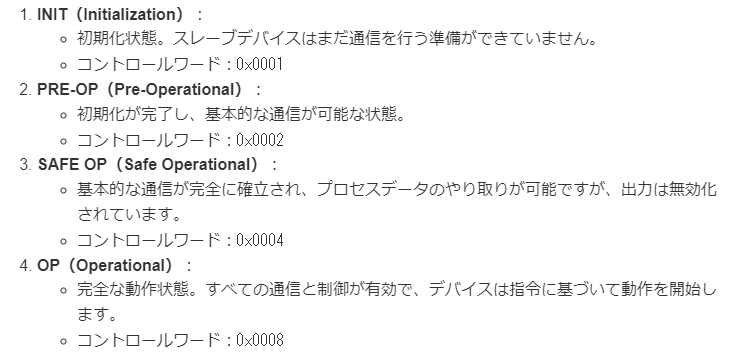 1. INIT（Initialization）：
○ 初期化状態。スレーブデバイスはまだ通信を行う準備ができていません。
○ コントロールワード：0x0001
2. PRE-OP（Pre-Operational）：
○ 初期化が完了し、基本的な通信が可能な状態。
○ コントロールワード：0x0002
3. SAFE OP（Safe Operational）：
○ 基本的な通信が完全に確立され、プロセスデータのやり取りが可能ですが、出力は無効化
されています。
○ コントロールワード：0x0004
4. OP（Operational）：
○ 完全な動作状態。すべての通信と制御が有効で、デバイスは指令に基づいて動作を開始し
ます。
○ コントロールワード：0x0008